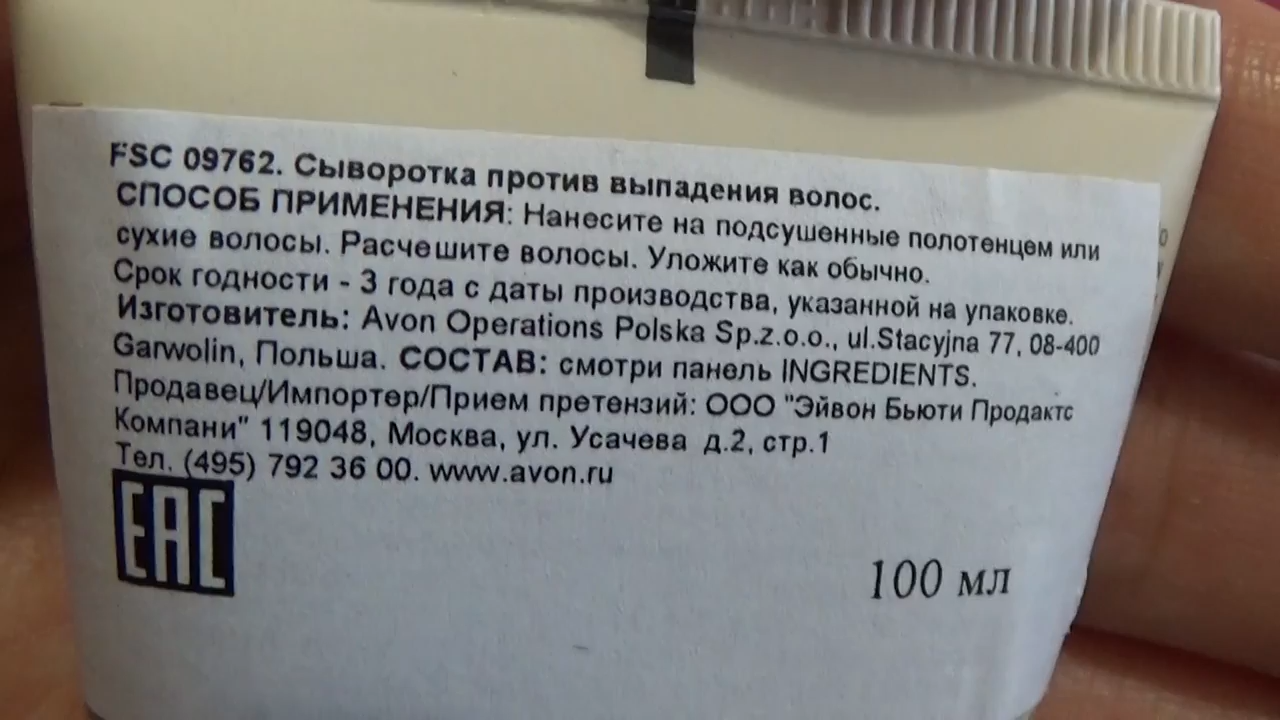 FSC 09762. Сыворотка против выпадения волос.
СПОСОБ ПРИМЕНЕНИЯ: Нанесите на подсушенные полотенцем или
сухие волосы. Расчешите волосы. Уложите как обычно.
Срок годности - 3 года с даты производства, указанной на упаковке.
Изготовитель: Avon Operations Polska Sp.z.o.o., ul.Stacyjna 77, 08-400
Garwolin, Польша. СОСТАВ: смотри панель INGREDIENTS.
Продавец/Импортер/Прием претензий: ООО "Эйвон Бьюти Продактс
Компани" 119048, Москва, ул. Усачева д.2, стр.1
Тел. (495) 792 36 00. www.avon.ru
EAC
100 мл